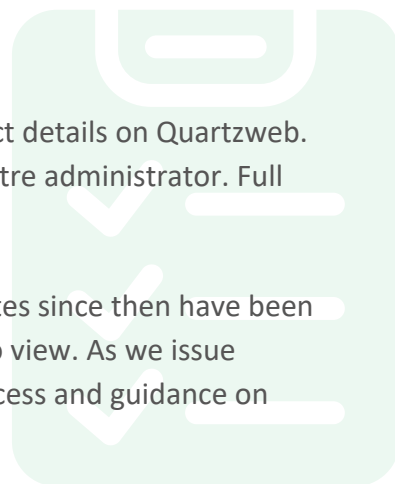 ct details on Quartzweb.
tre administrator. Full
tes since then have been
o view. As we issue
cess and guidance on